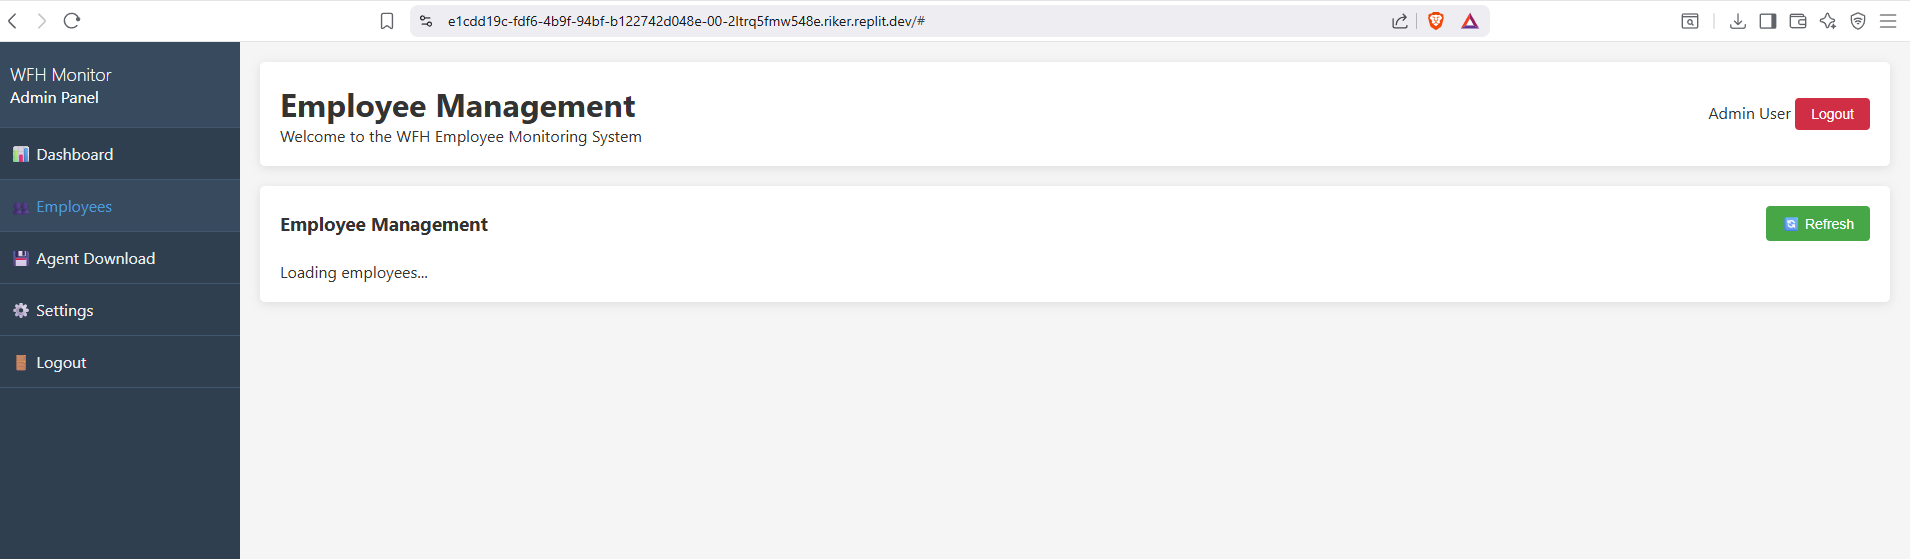 e1cdd19c-fdf6-4b9f-94bf-b122742d048e-00-2ltrq5fmw548e.riker.replit.dev/#
WFH Monitor
Admin Panel
Dashboard
Employees
Agent Download
Settings
Logout
Employee Management
Welcome to the WFH Employee Monitoring System
Admin User Logout
Employee Management
Refresh
Loading employees...